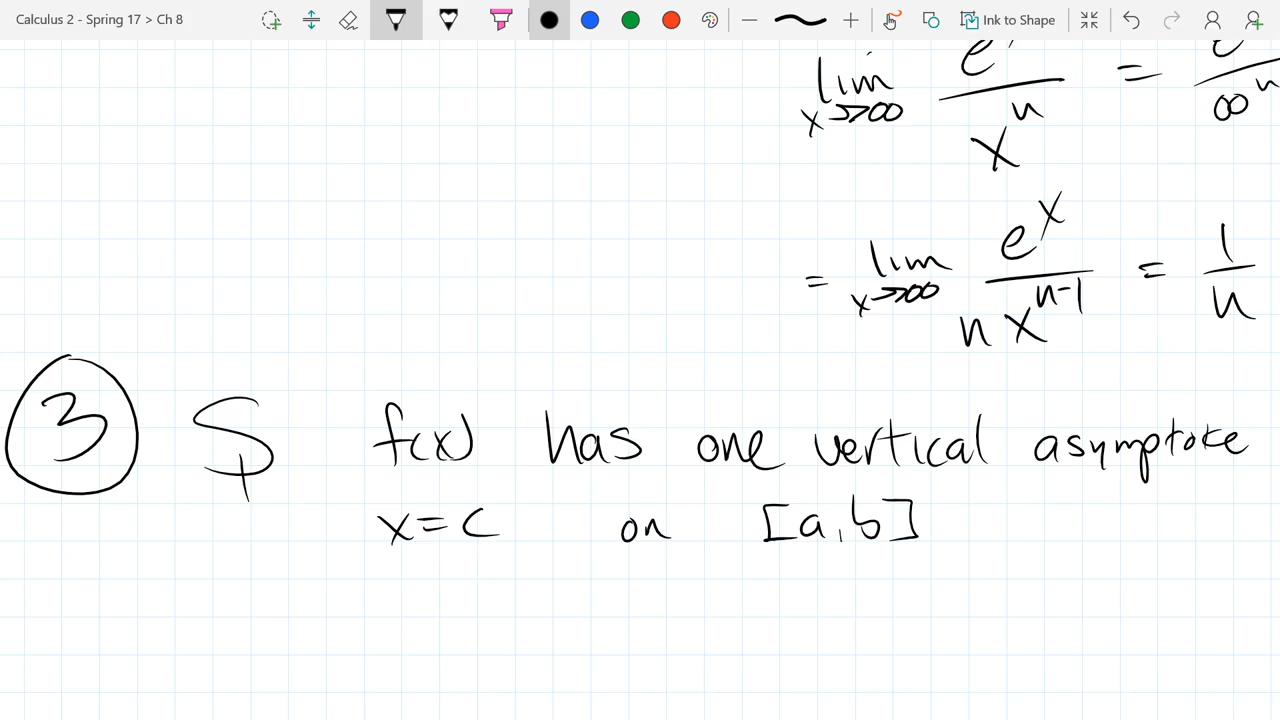 Calculus 2 - Spring 17 > Ch 8
Ink to Shape
lim x→∞ e / x^n = e / ∞^n
= lim x→∞ e^x / n x^(n-1) = 1 / n
3 $ f(x) has one vertical asymptote
x = c on [a, b]